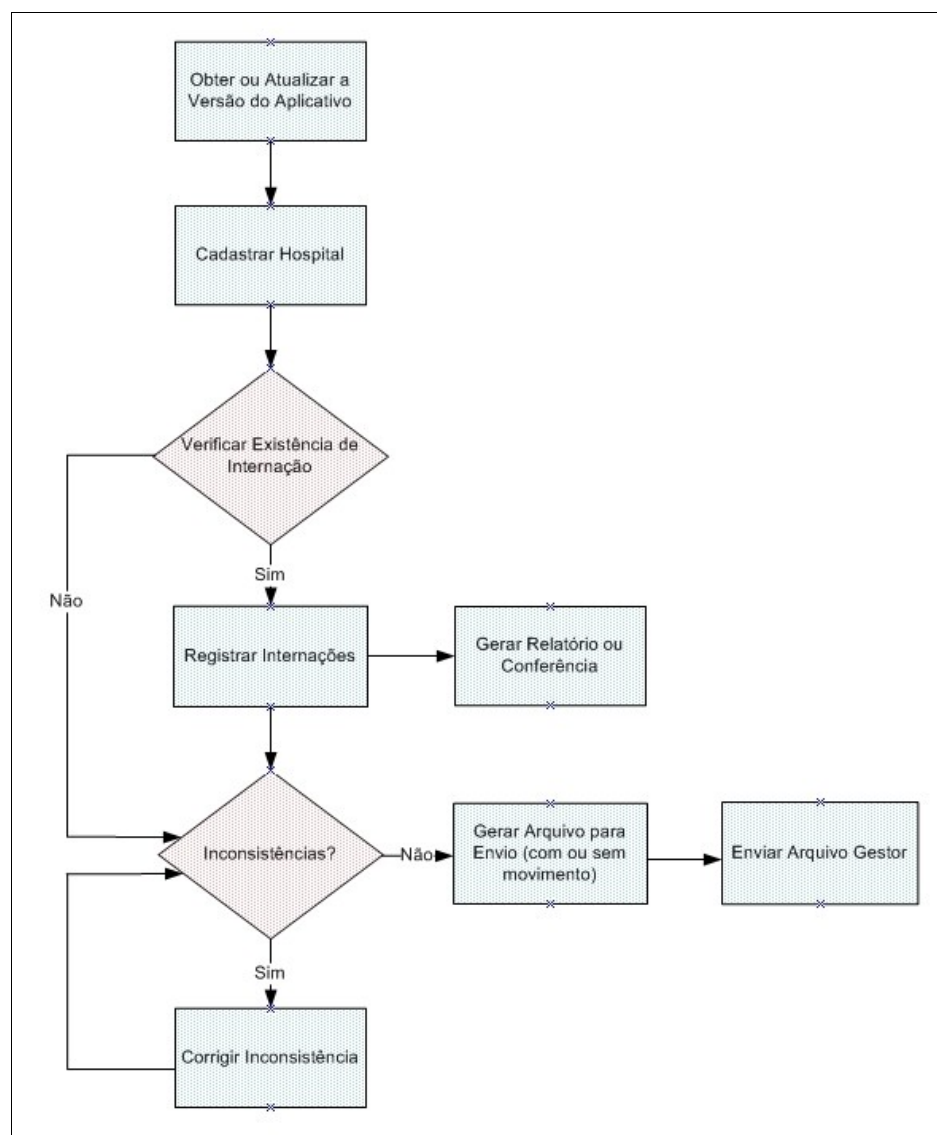 Obter ou Atualizar a
Versão do Aplicativo
Cadastrar Hospital
Verificar Existência de
Internação
Sim
Não
Registrar Internações
Gerar Relatório ou
Conferência
Inconsistências?
Não
Gerar Arquivo para
Envio (com ou sem
movimento)
Enviar Arquivo Gestor
Sim
Corrigir Inconsistência